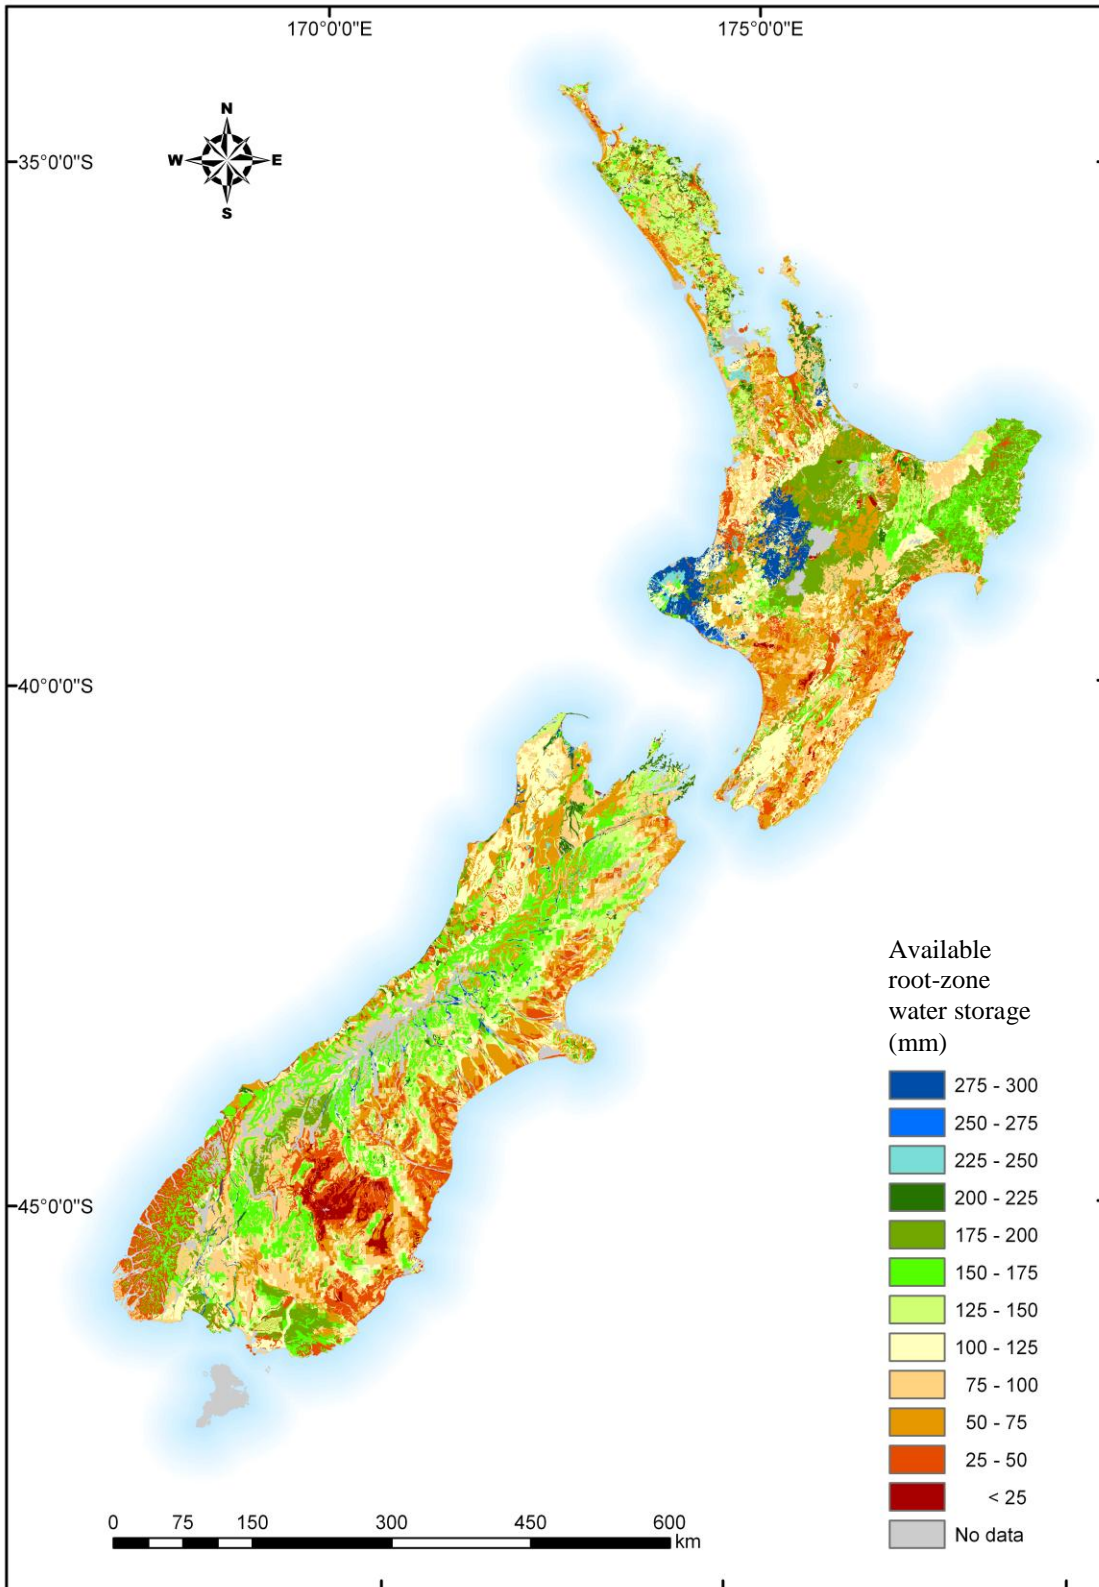 170°0'0"E
175°0'0"E
N
W
E
S
35°0'0"S
40°0'0"S
45°0'0"S
Available
root-zone
water storage
(mm)
275 - 300
250 - 275
225 - 250
200 - 225
175 - 200
150 - 175
125 - 150
100 - 125
75 - 100
50 - 75
25 - 50
< 25
No data
0 75 150 300 450 600
km